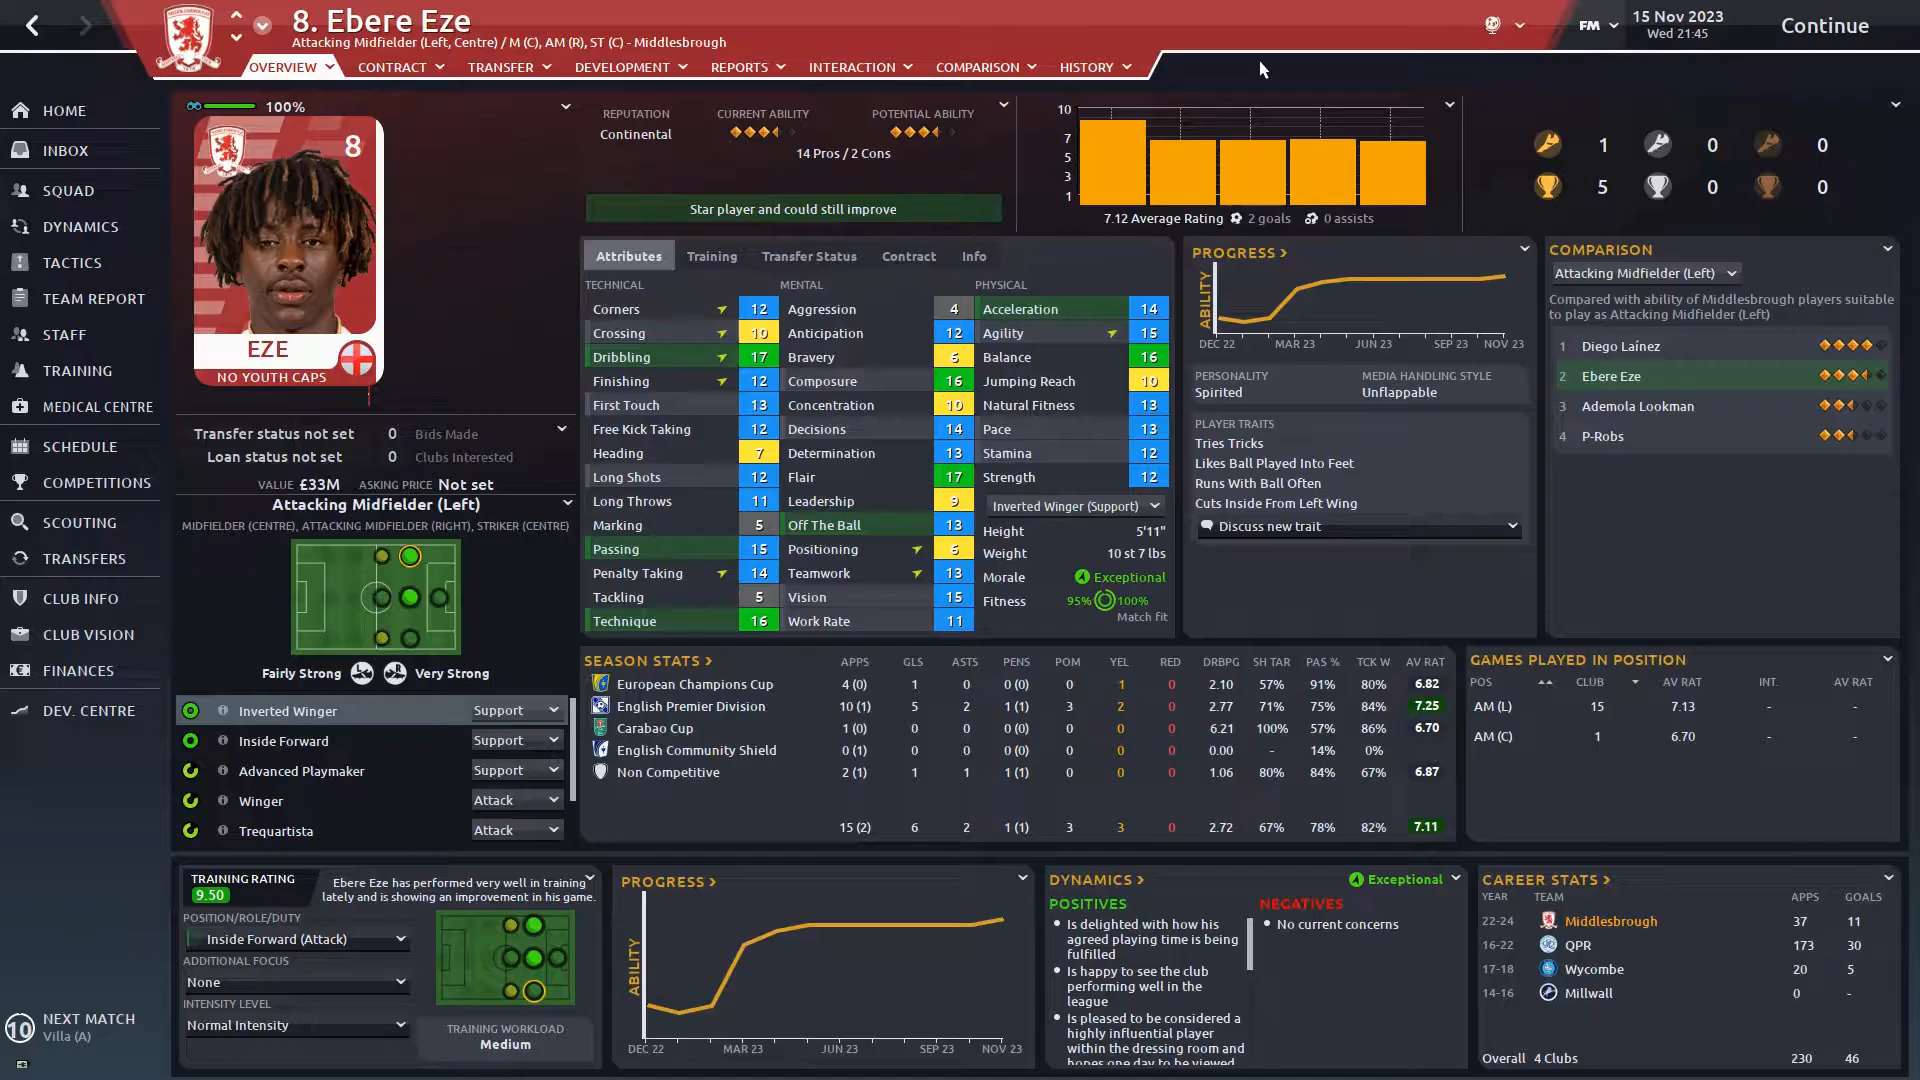 8. Ebere Eze
Attacking Midfielder (Left, Centre) / M (C), AM (R), ST (C) - Middlesbrough
FM
15 Nov 2023
Wed 21:45
Continue
OVERVIEW CONTRACT TRANSFER DEVELOPMENT REPORTS INTERACTION COMPARISON HISTORY
HOME
INBOX
SQUAD
DYNAMICS
TACTICS
TEAM REPORT
STAFF
TRAINING
MEDICAL CENTRE
SCHEDULE
COMPETITIONS
SCOUTING
TRANSFERS
CLUB INFO
CLUB VISION
FINANCES
DEV. CENTRE
10 NEXT MATCH
Villa (A)
100%
8
EZE
NO YOUTH CAPS
Transfer status not set 0 Bids Made
Loan status not set 0 Clubs Interested
VALUE £33M ASKING PRICE Not set
Attacking Midfielder (Left)
MIDFIELDER (CENTRE), ATTACKING MIDFIELDER (RIGHT), STRIKER (CENTRE)
Fairly Strong L R Very Strong
Inverted Winger Support
Inside Forward Support
Advanced Playmaker Support
Winger Attack
Trequartista Attack
REPUTATION CURRENT ABILITY POTENTIAL ABILITY
Continental
14 Pros / 2 Cons
Star player and could still improve
10
7
5
3
1
7.12 Average Rating 2 goals 0 assists
1 0 0
5 0 0
Attributes Training Transfer Status Contract Info
TECHNICAL MENTAL PHYSICAL
Corners 12 Aggression 4 Acceleration 14
Crossing 10 Anticipation 12 Agility 15
Dribbling 17 Bravery 6 Balance 16
Finishing 12 Composure 16 Jumping Reach 10
First Touch 13 Concentration 10 Natural Fitness 13
Free Kick Taking 12 Decisions 14 Pace 13
Heading 7 Determination 13 Stamina 12
Long Shots 12 Flair 17 Strength 12
Long Throws 11 Leadership 9 Inverted Winger (Support)
Marking 5 Off The Ball 13 Height 5'11"
Passing 15 Positioning 6 Weight 10 st 7 lbs
Penalty Taking 14 Teamwork 13 Morale Exceptional
Tackling 5 Vision 15 Fitness 95% 100%
Match fit
Technique 16 Work Rate 11
PROGRESS >
ABILITY
DEC 22 MAR 23 JUN 23 SEP 23 NOV 23
PERSONALITY MEDIA HANDLING STYLE
Spirited Unflappable
PLAYER TRAITS
Tries Tricks
Likes Ball Played Into Feet
Runs With Ball Often
Cuts Inside From Left Wing
Discuss new trait
COMPARISON
Attacking Midfielder (Left)
Compared with ability of Middlesbrough players suitable
to play as Attacking Midfielder (Left)
1 Diego Laínez
2 Ebere Eze
3 Ademola Lookman
4 P-Robs
SEASON STATS > APPS GLS ASTS PENS POM YEL RED DRBPG SH TAR PAS % TCK W AV RAT
European Champions Cup 4 (0) 1 0 0 (0) 0 1 0 2.10 57% 91% 80% 6.82
English Premier Division 10 (1) 5 2 1 (1) 3 2 0 2.77 71% 75% 84% 7.25
Carabao Cup 1 (0) 0 0 0 (0) 0 0 0 6.21 100% 57% 86% 6.70
English Community Shield 0 (1) 0 0 0 (0) 0 0 0 0.00 - 14% 0%
Non Competitive 2 (1) 1 1 1 (1) 0 0 0 1.06 80% 84% 67% 6.87
15 (2) 6 2 1 (1) 3 3 0 2.72 67% 78% 82% 7.11
GAMES PLAYED IN POSITION
POS CLUB AV RAT INT. AV RAT
AM (L) 15 7.13 - -
AM (C) 1 6.70 - -
TRAINING RATING
9.50
Ebere Eze has performed very well in training
lately and is showing an improvement in his game.
POSITION/ROLE/DUTY
Inside Forward (Attack)
ADDITIONAL FOCUS
None
INTENSITY LEVEL
Normal Intensity
TRAINING WORKLOAD
Medium
PROGRESS >
ABILITY
DEC 22 MAR 23 JUN 23 SEP 23 NOV 23
DYNAMICS > Exceptional
POSITIVES NEGATIVES
• Is delighted with how his
agreed playing time is being
fulfilled
• Is happy to see the club
performing well in the
league
• Is pleased to be considered a
highly influential player
within the dressing room and
hopes one day to be viewed
• No current concerns
CAREER STATS >
YEAR TEAM APPS GOALS
22-24 Middlesbrough 37 11
16-22 QPR 173 30
17-18 Wycombe 20 5
14-16 Millwall 0 -
Overall 4 Clubs 230 46